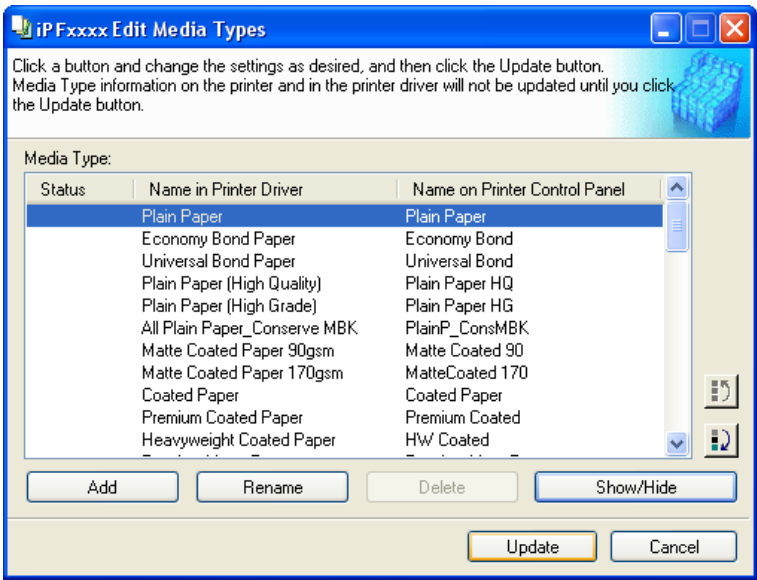 iPFxxxx Edit Media Types
Click a button and change the settings as desired, and then click the Update button.
Media Type information on the printer and in the printer driver will not be updated until you click
the Update button.
Media Type:
Status Name in Printer Driver Name on Printer Control Panel
Plain Paper Plain Paper
Economy Bond Paper Economy Bond
Universal Bond Paper Universal Bond
Plain Paper (High Quality) Plain Paper HQ
Plain Paper (High Grade) Plain Paper HG
All Plain Paper_Conserve MBK PlainP_ConsMBK
Matte Coated Paper 90gsm Matte Coated 90
Matte Coated Paper 170gsm MatteCoated 170
Coated Paper Coated Paper
Premium Coated Paper Premium Coated
Heavyweight Coated Paper HW Coated
Add Rename Delete Show/Hide
Update Cancel